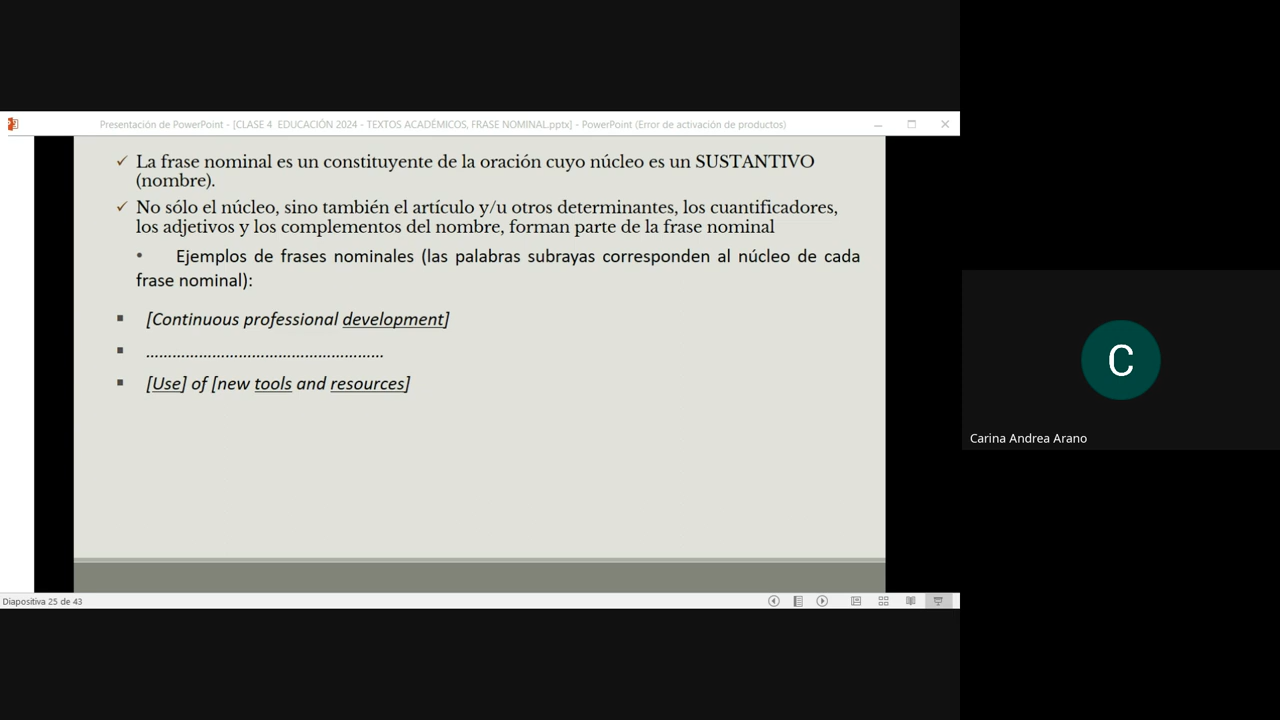 Presentación de PowerPoint - [CLASE 4 EDUCACIÓN 2024 - TEXTOS ACADÉMICOS, FRASE NOMINAL.pptx] - PowerPoint (Error de activación de productos)
✓ La frase nominal es un constituyente de la oración cuyo núcleo es un SUSTANTIVO
(nombre).
✓ No sólo el núcleo, sino también el artículo y/u otros determinantes, los cuantificadores,
los adjetivos y los complementos del nombre, forman parte de la frase nominal
• Ejemplos de frases nominales (las palabras subrayas corresponden al núcleo de cada
frase nominal):
▪ [Continuous professional development]
▪ ......................................................
▪ [Use] of [new tools and resources]
C
Carina Andrea Arano
Diapositiva 25 de 43